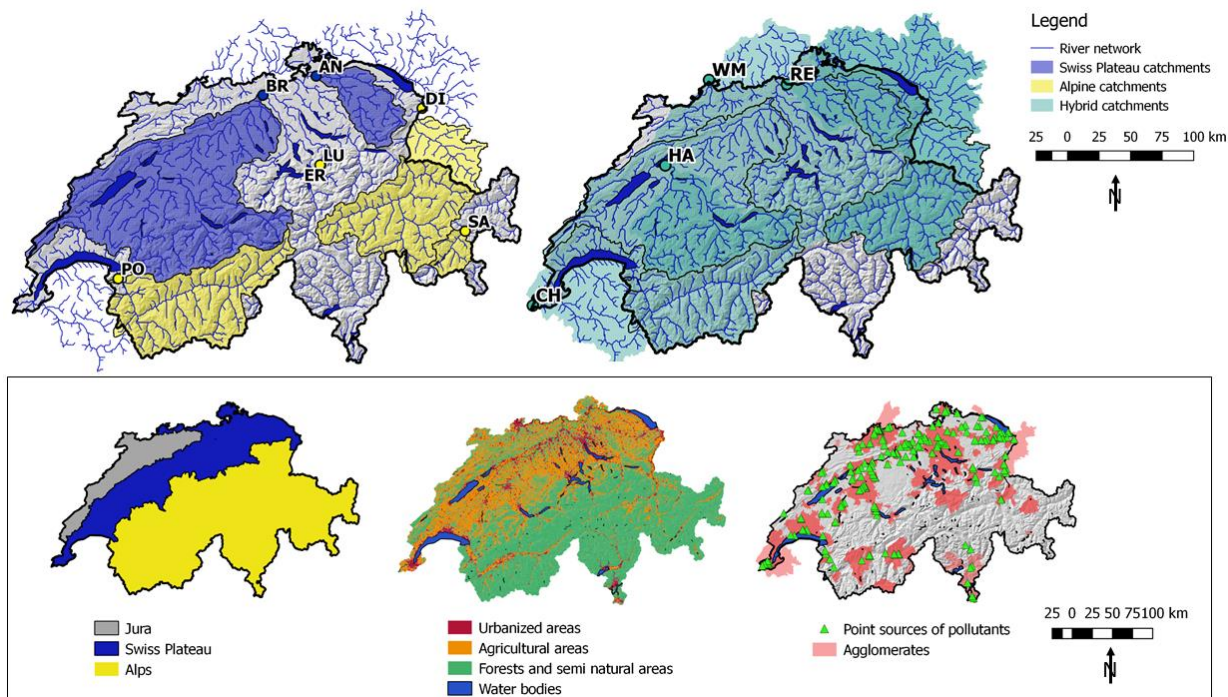 AN
BR
DI
LU
ER
SA
PO
WM
RE
HA
CH
Legend
River network
Swiss Plateau catchments
Alpine catchments
Hybrid catchments
25 0 25 50 75 100 km
N
Jura
Swiss Plateau
Alps
Urbanized areas
Agricultural areas
Forests and semi natural areas
Water bodies
Point sources of pollutants
Agglomerates
25 0 25 50 75 100 km
N